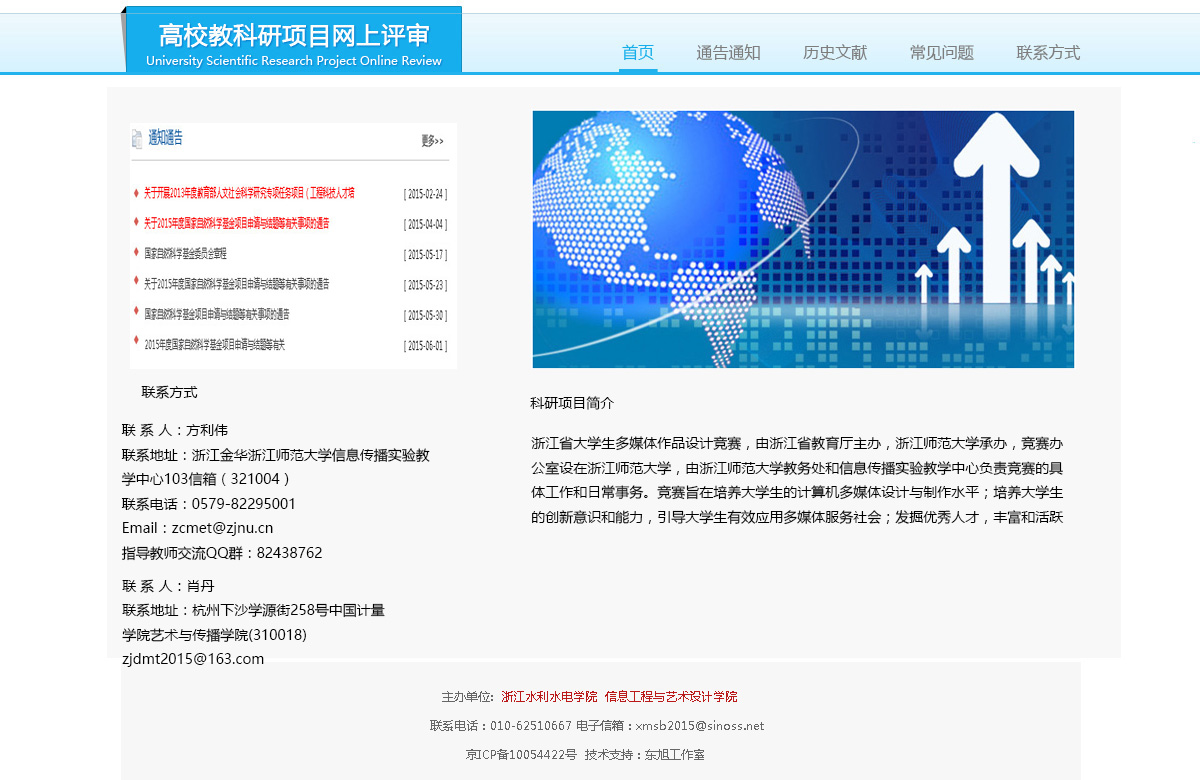 高校教科研项目网上评审
University Scientific Research Project Online Review
首页 通告通知 历史文献 常见问题 联系方式
通知通告 更多>>
关于开展2013年度教育部人文社会科学研究专项任务项目（工程科技人才培 [ 2015-02-24 ]
关于2015年度国家自然科学基金项目申请与结题等有关事项的通告 [ 2015-04-04 ]
国家自然科学基金委员会章程 [ 2015-05-17 ]
关于2015年度国家自然科学基金项目申请与结题等有关事项的通告 [ 2015-05-23 ]
国家自然科学基金项目申请与结题等有关事项的通告 [ 2015-05-30 ]
2015年度国家自然科学基金项目申请与结题等有关 [ 2015-06-01 ]
联系方式
联 系 人：方利伟
联系地址：浙江金华浙江师范大学信息传播实验教
学中心103信箱（321004）
联系电话：0579-82295001
Email：zcmet@zjnu.cn
指导教师交流QQ群：82438762
联 系 人：肖丹
联系地址：杭州下沙学源街258号中国计量
学院艺术与传播学院(310018)
zjdmt2015@163.com
科研项目简介
浙江省大学生多媒体作品设计竞赛，由浙江省教育厅主办，浙江师范大学承办，竞赛办
公室设在浙江师范大学，由浙江师范大学教务处和信息传播实验教学中心负责竞赛的具
体工作和日常事务。竞赛旨在培养大学生的计算机多媒体设计与制作水平；培养大学生
的创新意识和能力，引导大学生有效应用多媒体服务社会；发掘优秀人才，丰富和活跃
主办单位: 浙江水利水电学院 信息工程与艺术设计学院
联系电话：010-62510667 电子信箱：xmsb2015@sinoss.net
京ICP备10054422号 技术支持：东旭工作室